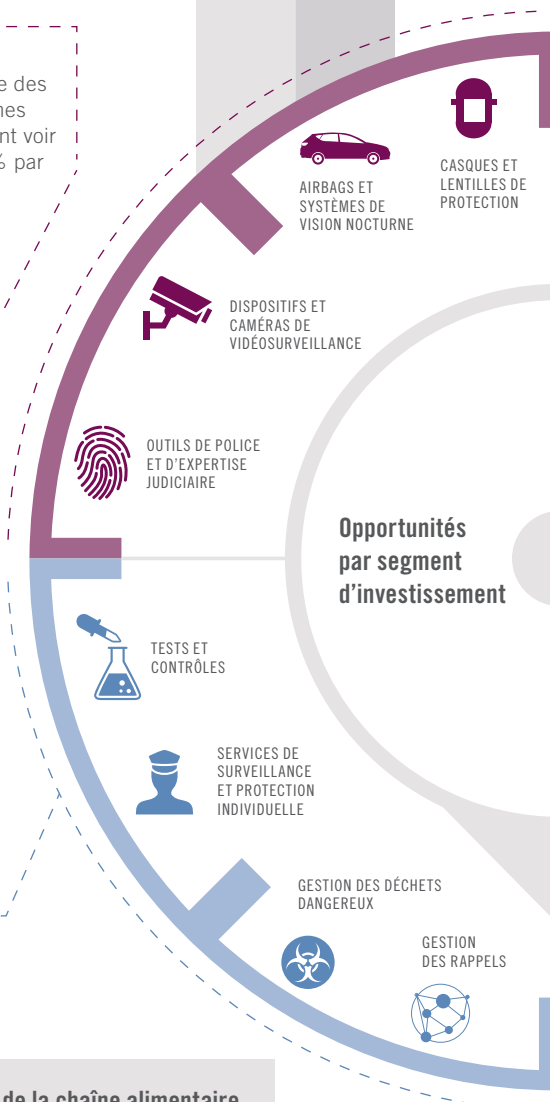 e des
nes
nt voir
% par
CASQUES ET
LENTILLES DE
PROTECTION
AIRBAGS ET
SYSTÈMES DE
VISION NOCTURNE
DISPOSITIFS ET
CAMÉRAS DE
VIDÉOSURVEILLANCE
OUTILS DE POLICE
ET D'EXPERTISE
JUDICIAIRE
Opportunités
par segment
d'investissement
TESTS ET
CONTRÔLES
SERVICES DE
SURVEILLANCE
ET PROTECTION
INDIVIDUELLE
GESTION DES DÉCHETS
DANGEREUX
GESTION
DES RAPPELS
de la chaîne alimentaire